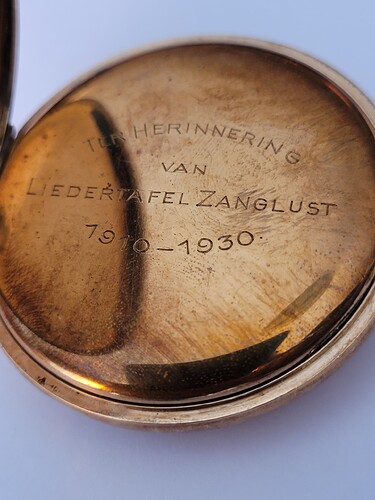 TER HERINNERING
VAN
LIEDERTAFEL ZANGLUST
1910-1930.